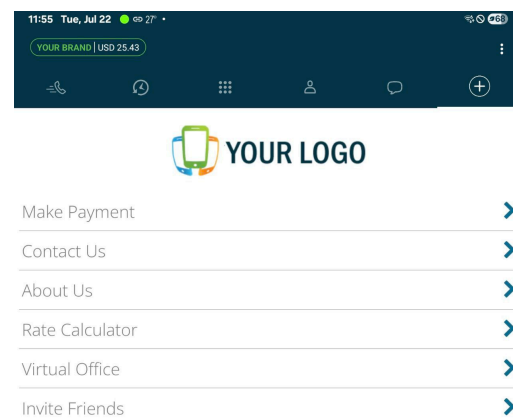 11:55 Tue, Jul 22 27°
68
YOUR BRAND | USD 25.43
YOUR LOGO
Make Payment
Contact Us
About Us
Rate Calculator
Virtual Office
Invite Friends